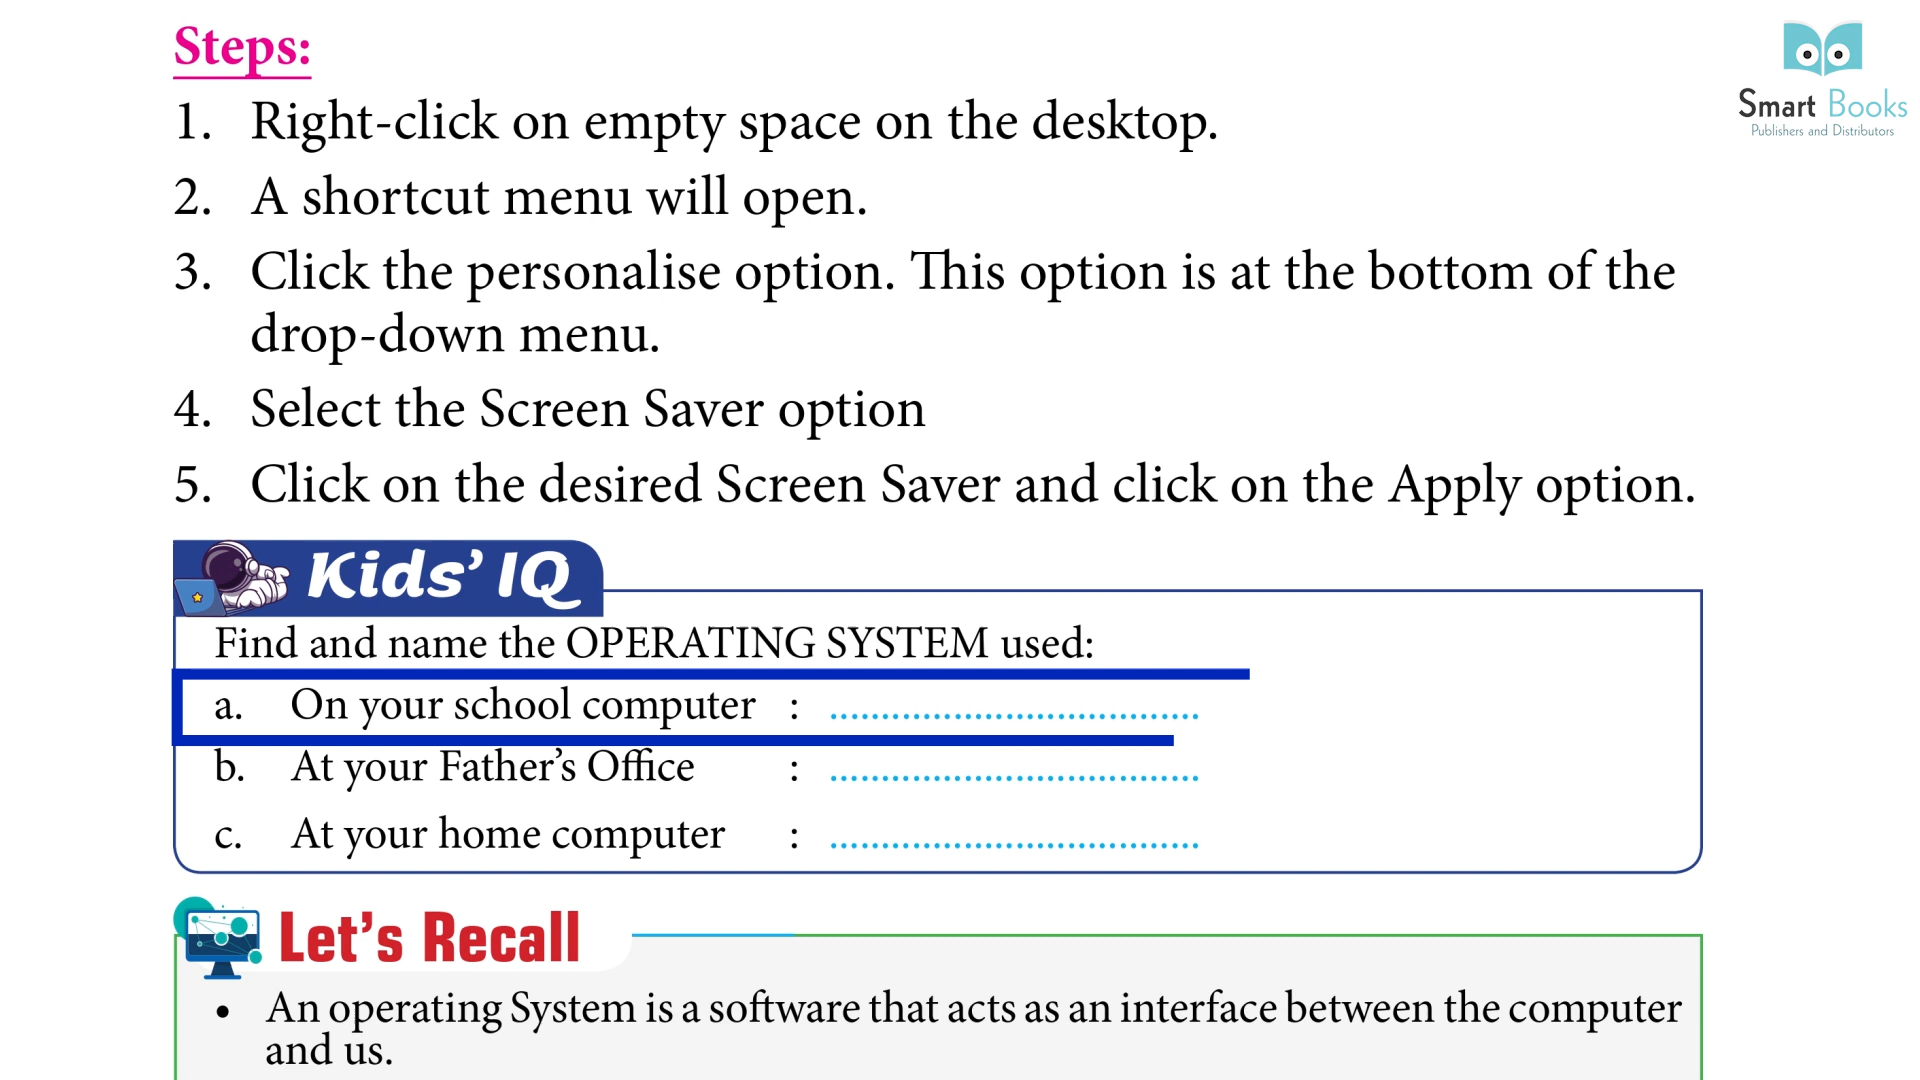 Steps:
Smart Books
Publishers and Distributors
1. Right-click on empty space on the desktop.
2. A shortcut menu will open.
3. Click the personalise option. This option is at the bottom of the
drop-down menu.
4. Select the Screen Saver option
5. Click on the desired Screen Saver and click on the Apply option.
Kids' IQ
Find and name the OPERATING SYSTEM used:
a. On your school computer : ....................................
b. At your Father's Office : ....................................
c. At your home computer : ....................................
Let's Recall
• An operating System is a software that acts as an interface between the computer
and us.